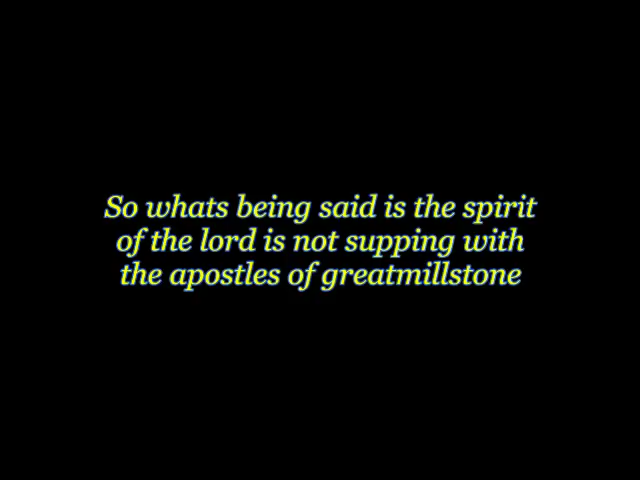 So whats being said is the spirit
of the lord is not supping with
the apostles of greatmillstone